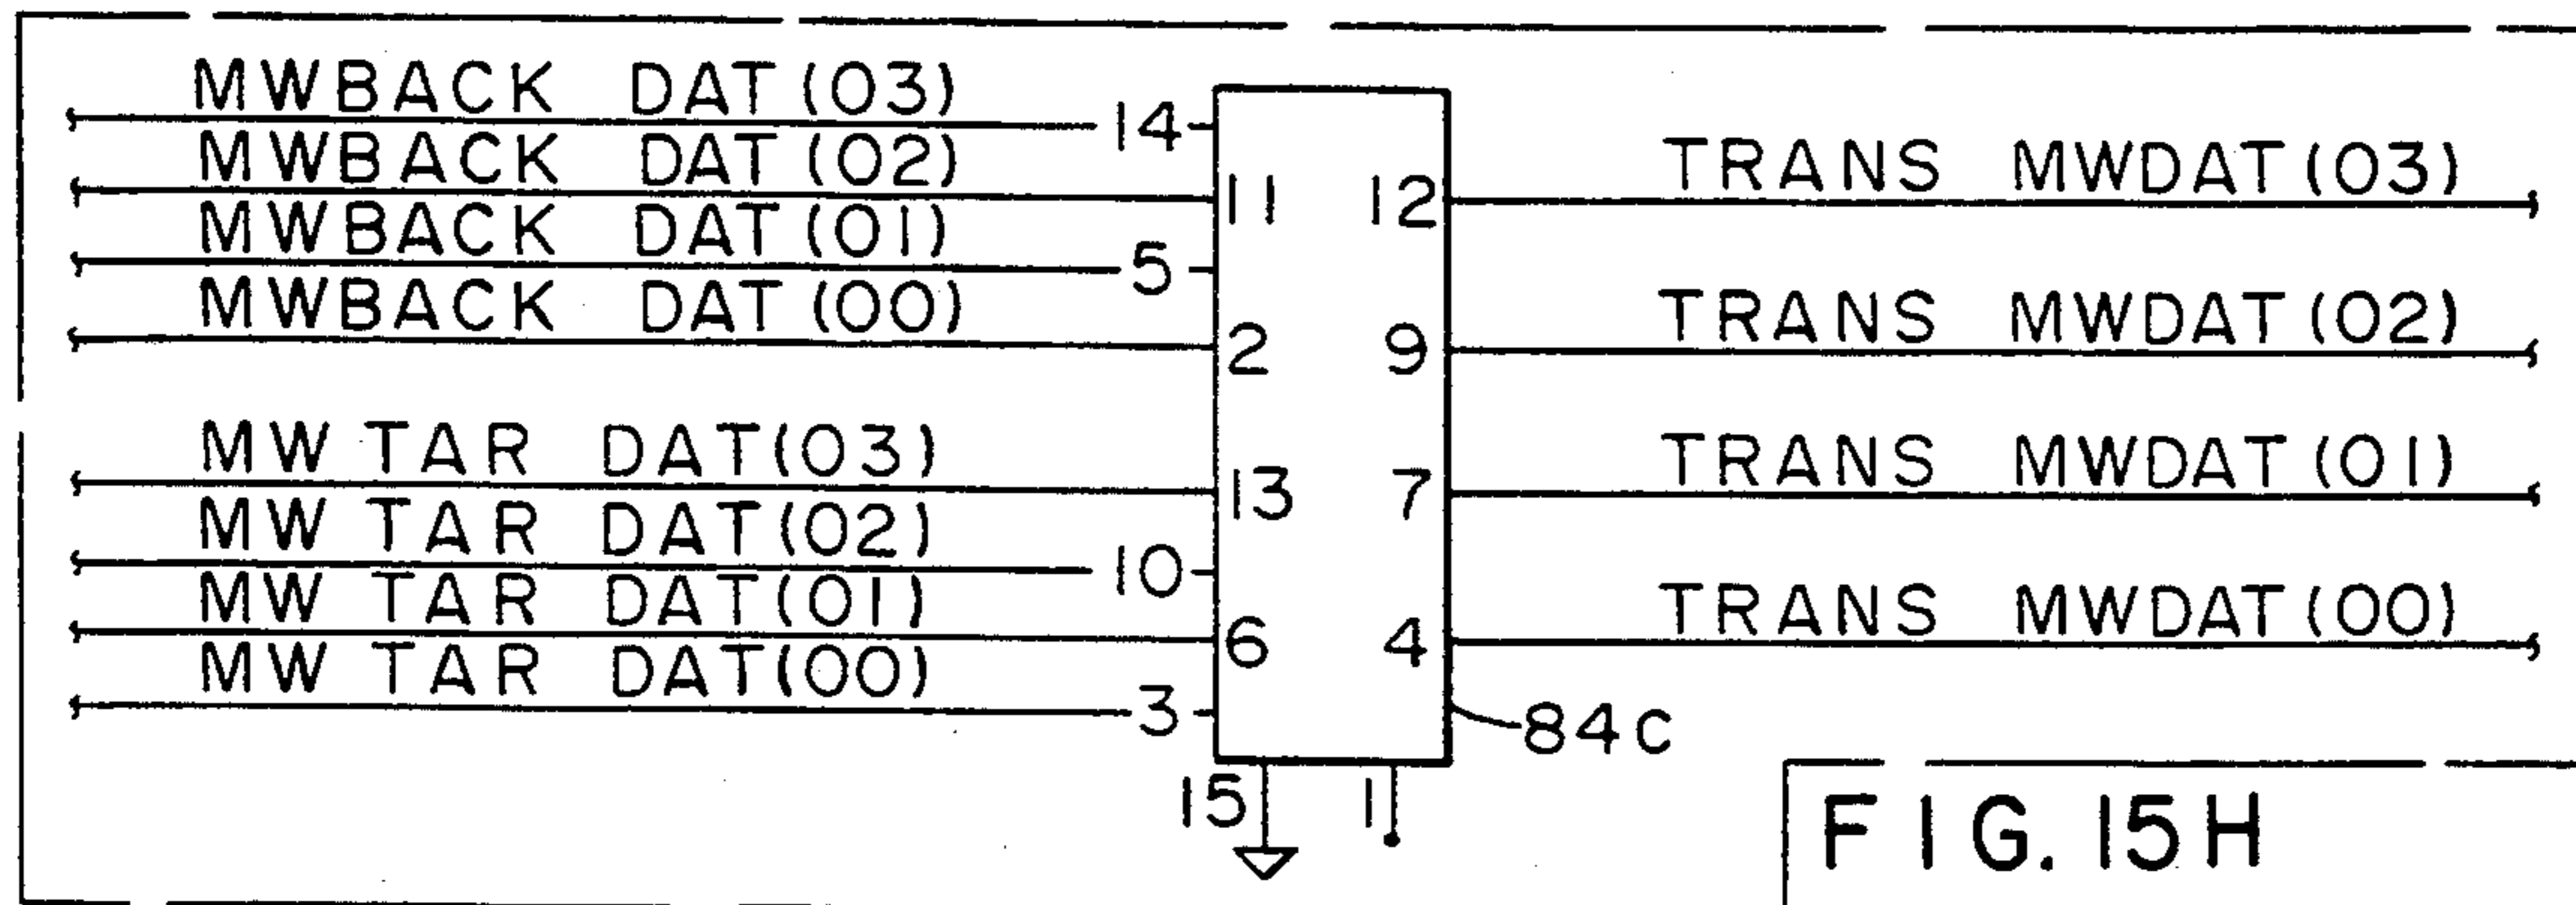 MWBACK DAT(03)
14
MWBACK DAT(02)
11
MWBACK DAT(01)
5
MWBACK DAT(00)
2
MW TAR DAT(03)
13
MW TAR DAT(02)
10
MW TAR DAT(01)
6
MW TAR DAT(00)
3
12
TRANS MWDAT(03)
9
TRANS MWDAT(02)
7
TRANS MWDAT(01)
4
TRANS MWDAT(00)
84C
15
1
FIG. 15H